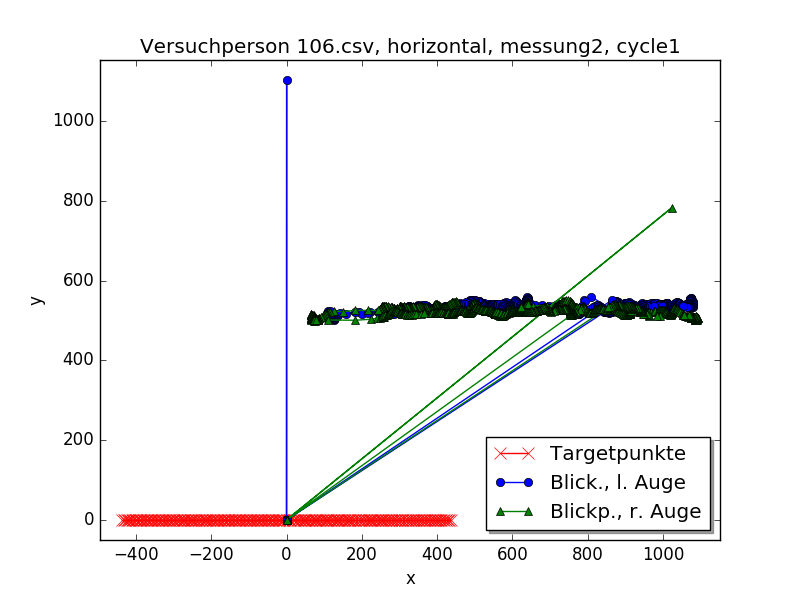 Versuchperson 106.csv, horizontal, messung2, cycle1
y
1000
800
600
400
200
0
Targetpunkte
Blick., l. Auge
Blickp., r. Auge
−400 −200 0 200 400 600 800 1000
x